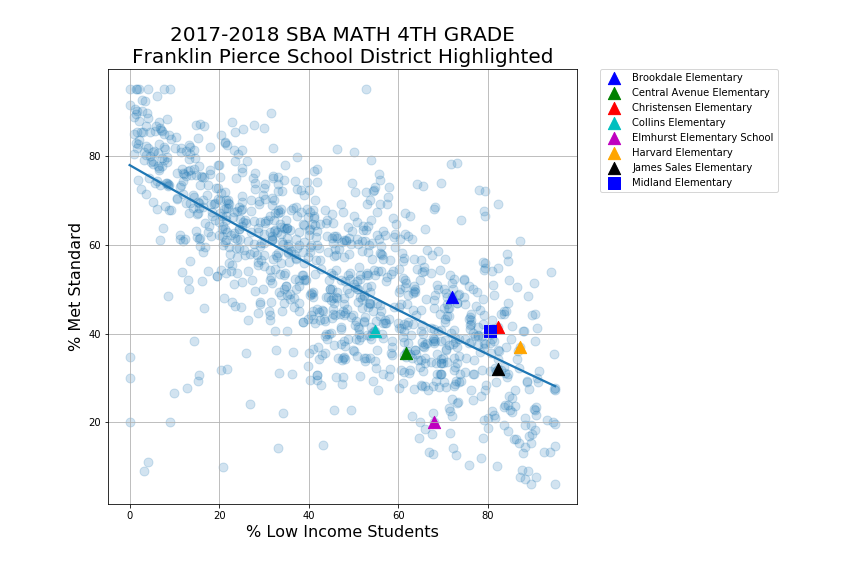 2017-2018 SBA MATH 4TH GRADE
Franklin Pierce School District Highlighted
Brookdale Elementary
Central Avenue Elementary
Christensen Elementary
Collins Elementary
Elmhurst Elementary School
Harvard Elementary
James Sales Elementary
Midland Elementary
% Met Standard
80
60
40
20
0 20 40 60 80
% Low Income Students